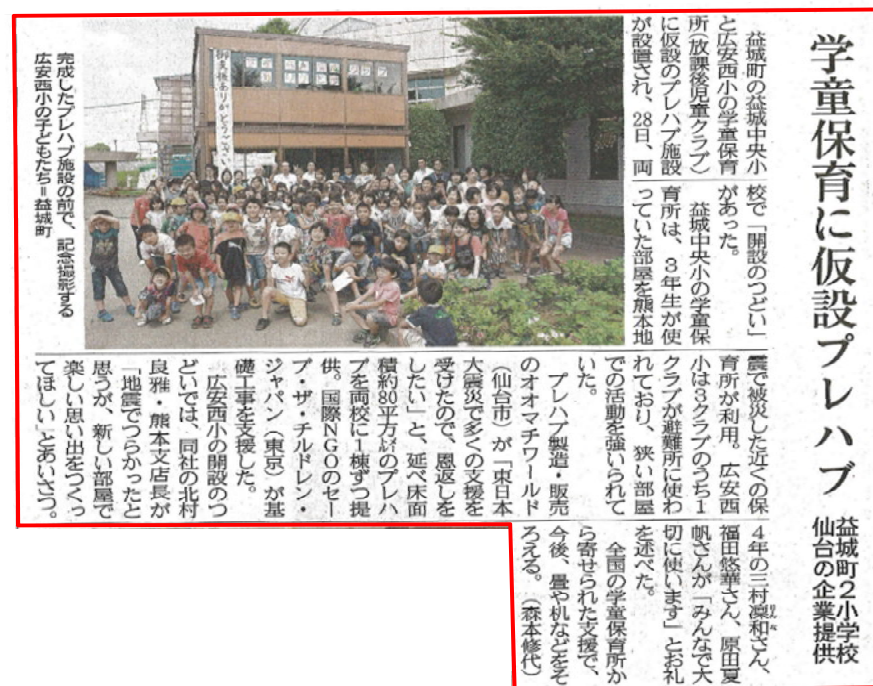 学童保育に仮設プレハブ
益城町2小学校
仙台の企業提供
益城町の益城中央小
と広安西小の学童保育
所（放課後児童クラブ）
に仮設のプレハブ施設
が設置され、28日、両
校で「開設のつどい」
があった。
益城中央小の学童保
育所は、3年生が使
っていた部屋を熊本地
震で被災した近くの保
育所が利用。広安西
小は3クラブのうち1
クラブが避難所に使わ
れており、狭い部屋
での活動を強いられて
いた。
プレハブ製造・販売
のオオマチワールド
（仙台市）が「東日本
大震災で多くの支援を
受けたので、恩返しを
したい」と、延べ床面
積約80平方㍍のプレハ
ブを両校に1棟ずつ提
供。国際NGOのセー
ブ・ザ・チルドレン・
ジャパン（東京）が基
礎工事を支援した。
広安西小の開設のつ
どいでは、同社の北村
良雅・熊本支店長が
「地震でつらかったと
思うが、新しい部屋で
楽しい思い出をつくっ
てほしい」とあいさつ。
4年の三村凜和さん、
福田悠華さん、原田夏
帆さんが「みんなで大
切に使います」とお礼
を述べた。
全国の学童保育所か
ら寄せられた支援で、
今後、畳や机などをそ
ろえる。（森本修代）
完成したプレハブ施設の前で、記念撮影する
広安西小の子どもたち＝益城町
御支援ありがとうございます